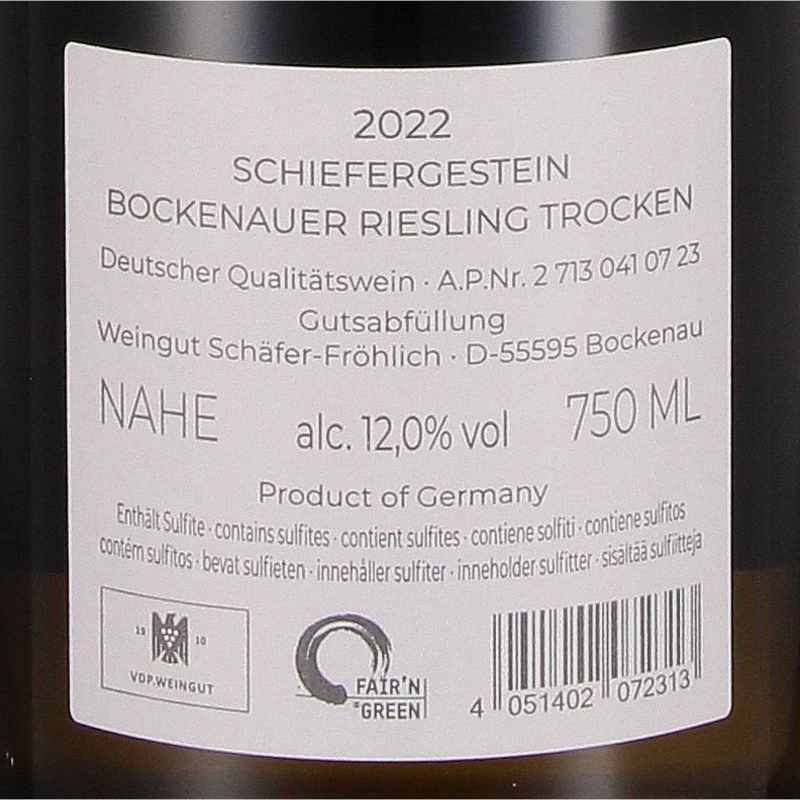 2022
SCHIEFERGESTEIN
BOCKENAUER RIESLING TROCKEN
Deutscher Qualitätswein · A.P.Nr. 2 713 041 07 23
Gutsabfüllung
Weingut Schäfer-Fröhlich · D-55595 Bockenau
NAHE alc. 12,0% vol 750 ML
Product of Germany
Enthält Sulfite · contains sulfites · contient sulfites · contiene solfiti · contiene sulfitos
contém sulfitos · bevat sulfieten · innehåller sulfiter · inneholder sulfitter · sisältää sulfiitteja
19 10
VDP.WEINGUT
FAIR'N
GREEN
4 051402 072313